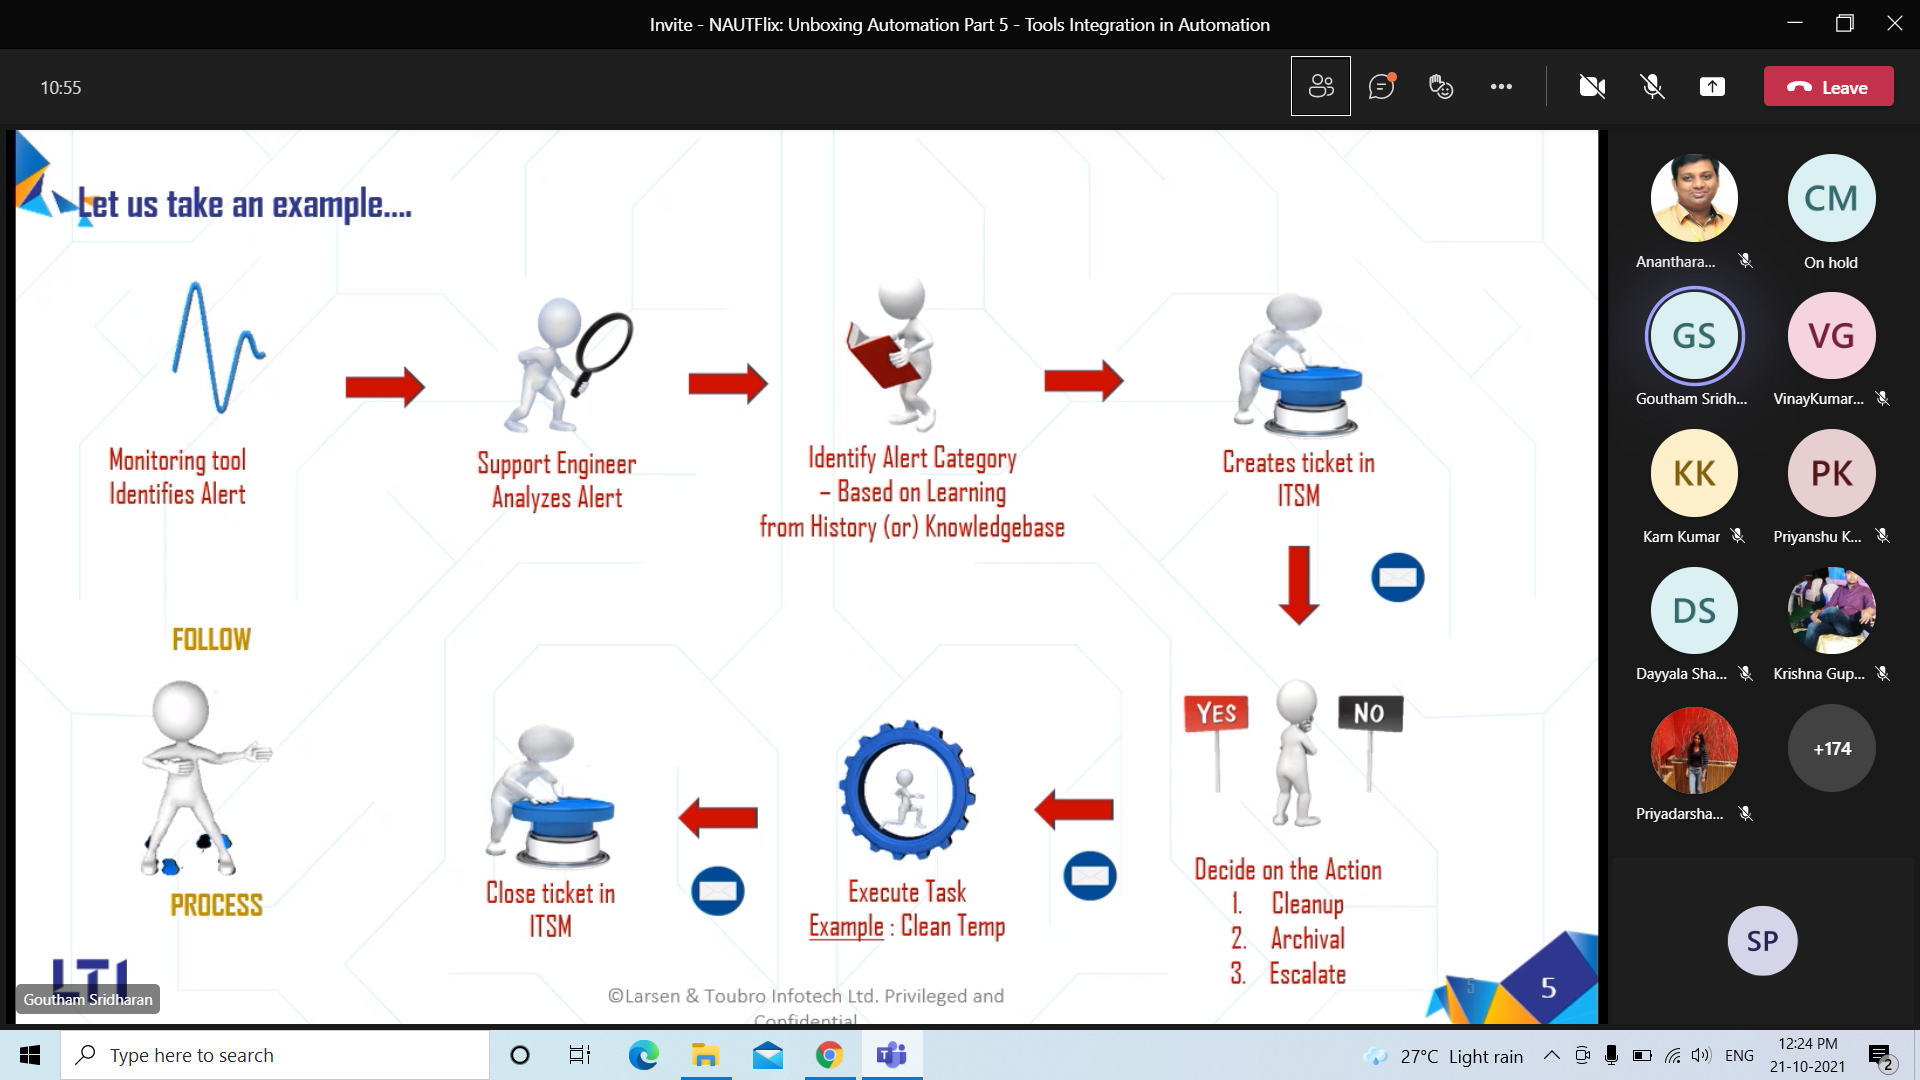 Invite - NAUTFlix: Unboxing Automation Part 5 - Tools Integration in Automation
10:55
Leave
Let us take an example....
Monitoring tool
Identifies Alert
Support Engineer
Analyzes Alert
Identify Alert Category
– Based on Learning
from History (or) Knowledgebase
Creates ticket in
ITSM
FOLLOW
PROCESS
YES
NO
Decide on the Action
1. Cleanup
2. Archival
3. Escalate
Execute Task
Example : Clean Temp
Close ticket in
ITSM
LTI
Goutham Sridharan
©Larsen & Toubro Infotech Ltd. Privileged and
Confidential
5
5
Ananthara...
CM
On hold
GS
Goutham Sridh...
VG
VinayKumar...
KK
Karn Kumar
PK
Priyanshu K...
DS
Dayyala Sha...
Krishna Gup...
Priyadarsha...
+174
SP
Type here to search
27°C Light rain
ENG
12:24 PM
21-10-2021
2